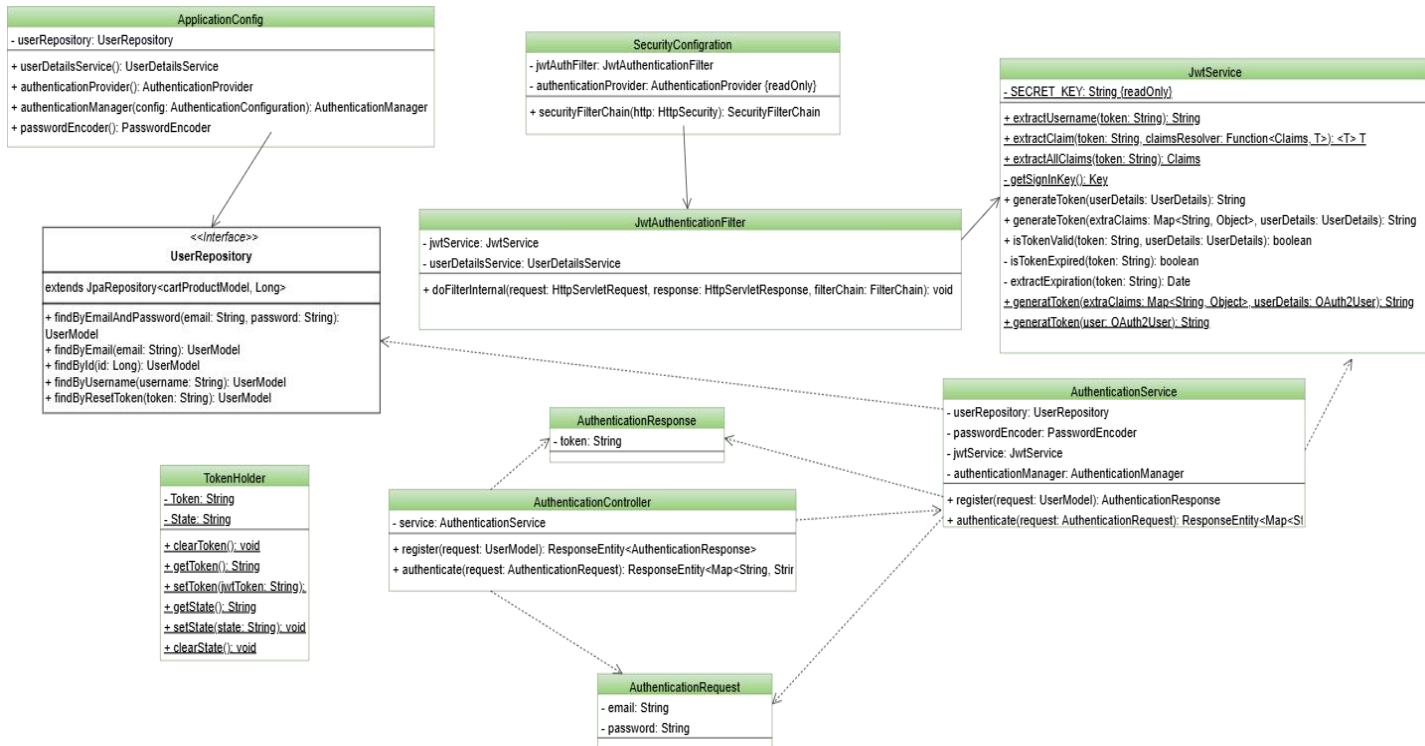 ApplicationConfig
- userRepository: UserRepository
+ userDetailsService(): UserDetailsService
+ authenticationProvider(): AuthenticationProvider
+ authenticationManager(config: AuthenticationConfiguration): AuthenticationManager
+ passwordEncoder(): PasswordEncoder
SecurityConfigration
- jwtAuthFilter: JwtAuthenticationFilter
- authenticationProvider: AuthenticationProvider {readOnly}
+ securityFilterChain(http: HttpSecurity): SecurityFilterChain
JwtService
- SECRET_KEY: String {readOnly}
+ extractUsername(token: String): String
+ extractClaim(token: String, claimsResolver: Function<Claims, T>): <T> T
+ extractAllClaims(token: String): Claims
- getSignInKey(): Key
+ generateToken(userDetails: UserDetails): String
+ generateToken(extraClaims: Map<String, Object>, userDetails: UserDetails): String
+ isTokenValid(token: String, userDetails: UserDetails): boolean
- isTokenExpired(token: String): boolean
- extractExpiration(token: String): Date
+ generatToken(extraClaims: Map<String, Object>, userDetails: OAuth2User): String
+ generatToken(user: OAuth2User): String
<<Interface>>
UserRepository
extends JpaRepository<cartProductModel, Long>
+ findByEmailAndPassword(email: String, password: String):
UserModel
+ findByEmail(email: String): UserModel
+ findById(id: Long): UserModel
+ findByUsername(username: String): UserModel
+ findByResetToken(token: String): UserModel
JwtAuthenticationFilter
- jwtService: JwtService
- userDetailsService: UserDetailsService
+ doFilterInternal(request: HttpServletRequest, response: HttpServletResponse, filterChain: FilterChain): void
AuthenticationService
- userRepository: UserRepository
- passwordEncoder: PasswordEncoder
- jwtService: JwtService
- authenticationManager: AuthenticationManager
+ register(request: UserModel): AuthenticationResponse
+ authenticate(request: AuthenticationRequest): ResponseEntity<Map<St
AuthenticationResponse
- token: String
TokenHolder
- Token: String
- State: String
+ clearToken(): void
+ getToken(): String
+ setToken(jwtToken: String):
+ getState(): String
+ setState(state: String): void
+ clearState(): void
AuthenticationController
- service: AuthenticationService
+ register(request: UserModel): ResponseEntity<AuthenticationResponse>
+ authenticate(request: AuthenticationRequest): ResponseEntity<Map<String, Strin
AuthenticationRequest
- email: String
- password: String